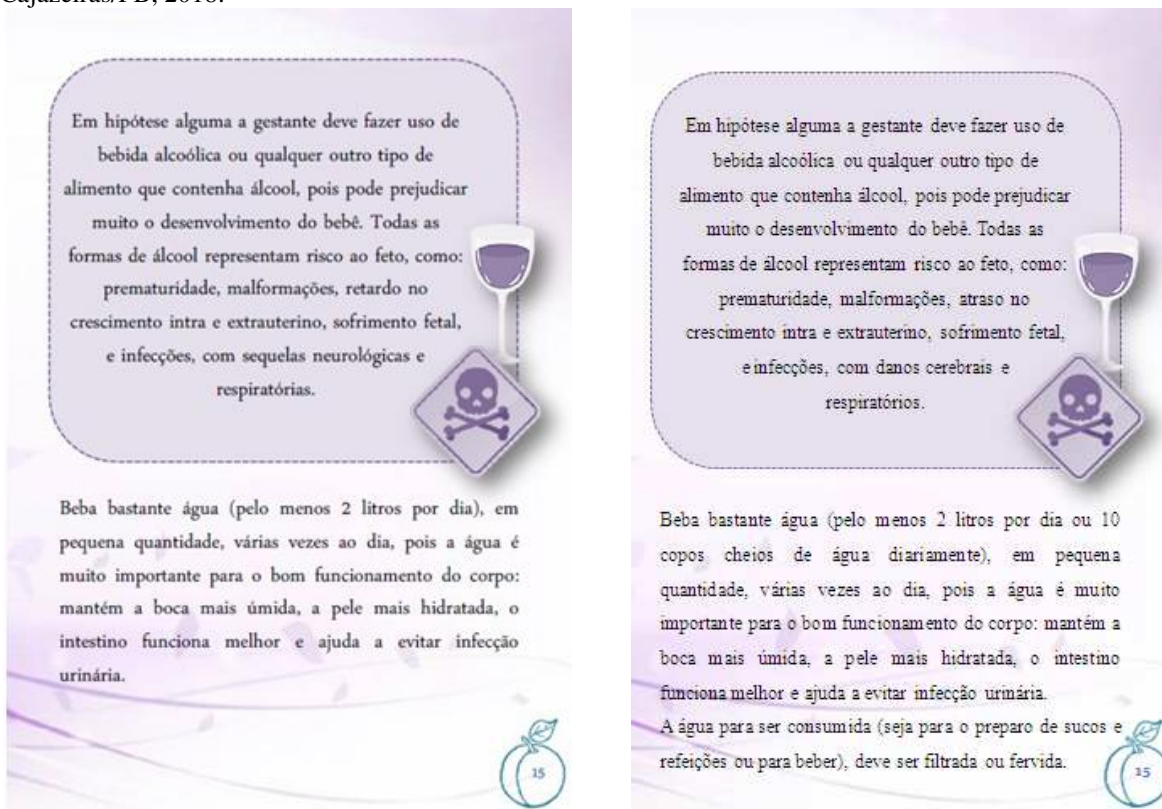 Cajazeiras/PB, 2018.
Em hipótese alguma a gestante deve fazer uso de
bebida alcoólica ou qualquer outro tipo de
alimento que contenha álcool, pois pode prejudicar
muito o desenvolvimento do bebê. Todas as
formas de álcool representam risco ao feto, como:
prematuridade, malformações, retardo no
crescimento intra e extrauterino, sofrimento fetal,
e infecções, com sequelas neurológicas e
respiratórias.
Beba bastante água (pelo menos 2 litros por dia), em
pequena quantidade, várias vezes ao dia, pois a água é
muito importante para o bom funcionamento do corpo:
mantém a boca mais úmida, a pele mais hidratada, o
intestino funciona melhor e ajuda a evitar infecção
urinária.
15
Em hipótese alguma a gestante deve fazer uso de
bebida alcoólica ou qualquer outro tipo de
alimento que contenha álcool, pois pode prejudicar
muito o desenvolvimento do bebê. Todas as
formas de álcool representam risco ao feto, como:
prematuridade, malformações, atraso no
crescimento intra e extrauterino, sofrimento fetal,
e infecções, com danos cerebrais e
respiratórios.
Beba bastante água (pelo menos 2 litros por dia ou 10
copos cheios de água diariamente), em pequena
quantidade, várias vezes ao dia, pois a água é muito
importante para o bom funcionamento do corpo: mantém a
boca mais úmida, a pele mais hidratada, o intestino
funciona melhor e ajuda a evitar infecção urinária.
A água para ser consumida (seja para o preparo de sucos e
refeições ou para beber), deve ser filtrada ou fervida.
15